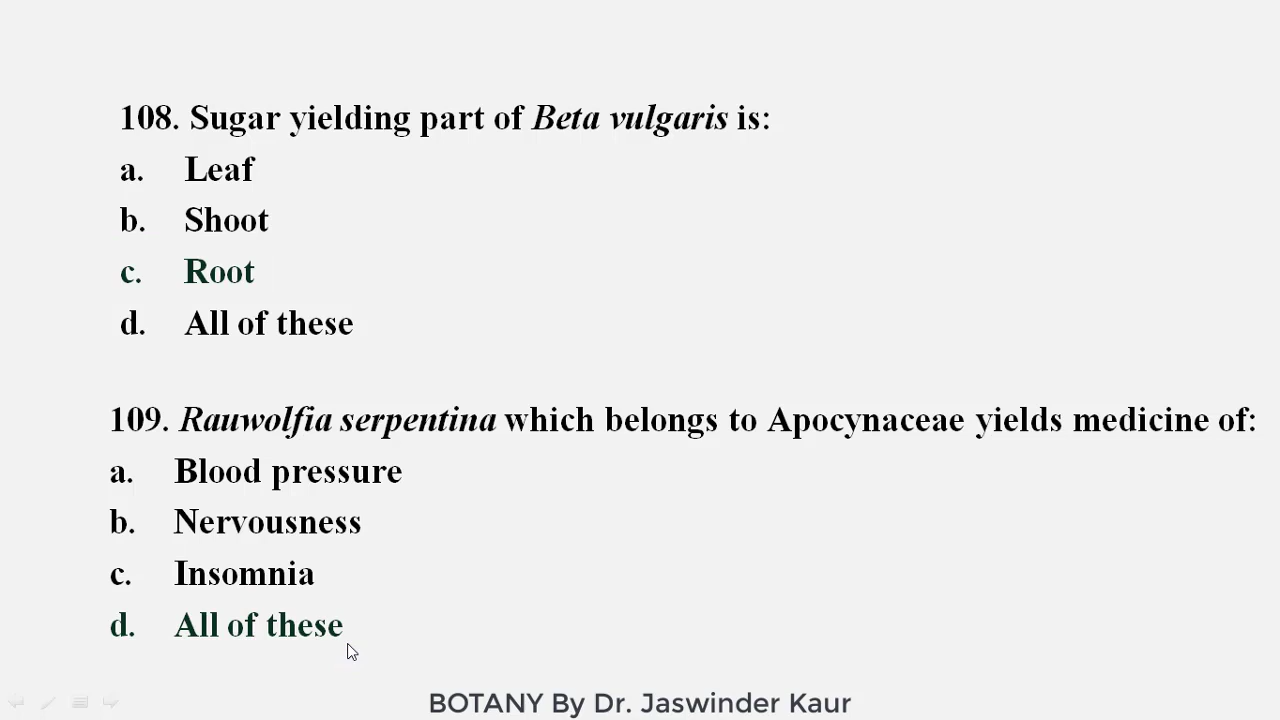 108. Sugar yielding part of Beta vulgaris is:
a. Leaf
b. Shoot
c. Root
d. All of these
109. Rauwolfia serpentina which belongs to Apocynaceae yields medicine of:
a. Blood pressure
b. Nervousness
c. Insomnia
d. All of these
BOTANY By Dr. Jaswinder Kaur